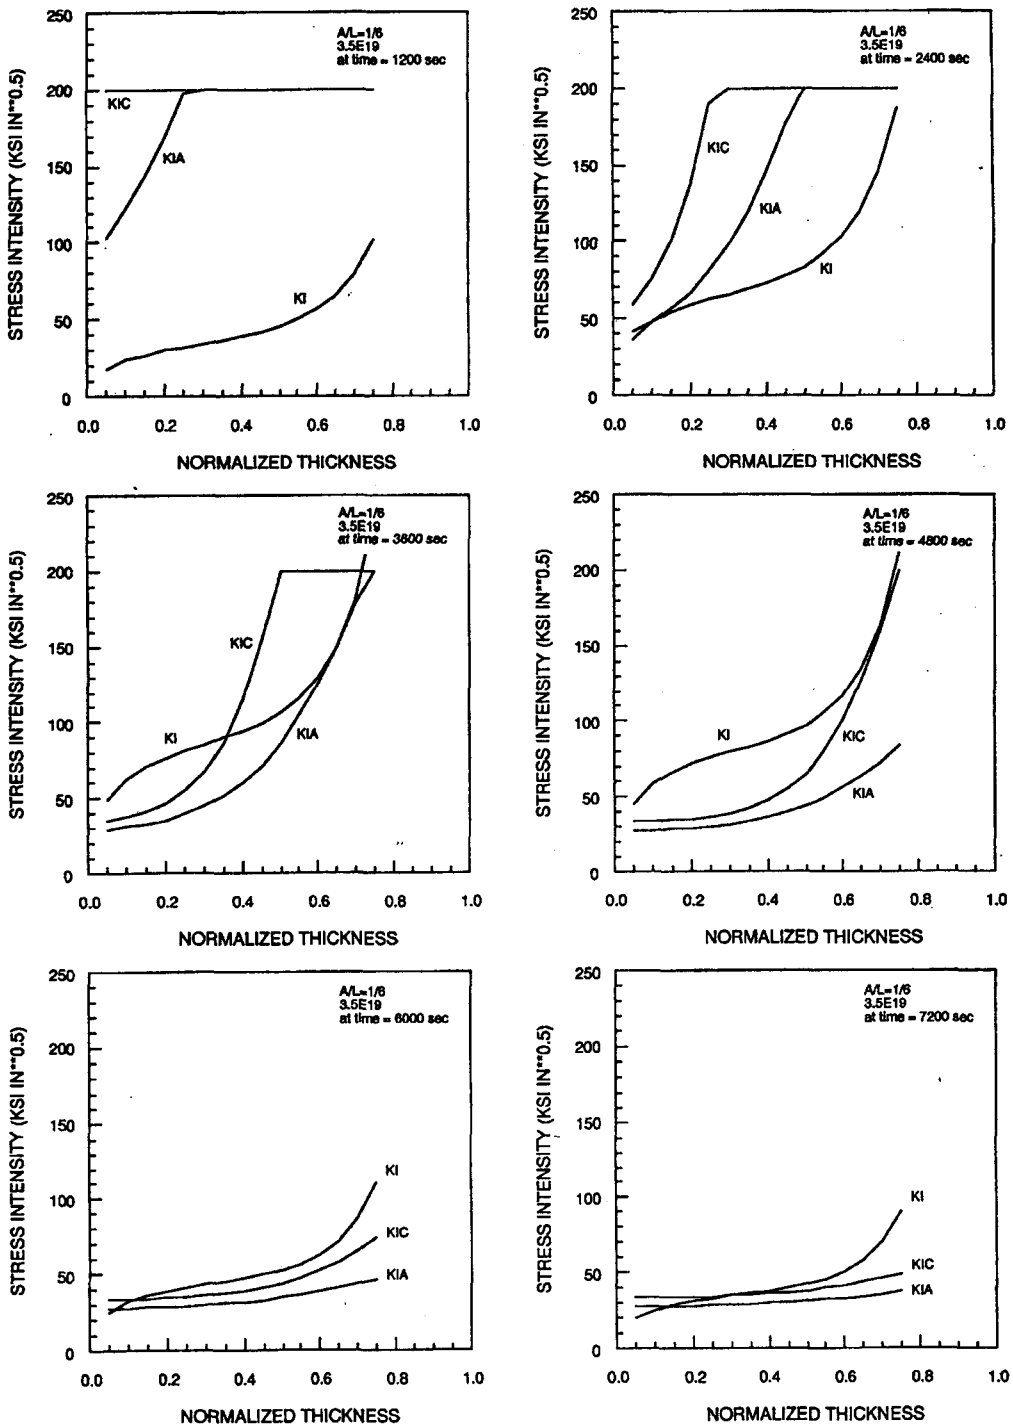 STRESS INTENSITY (KSI IN**0.5)
250
200
150
100
50
0
A/L=1/6
3.5E19
at time = 1200 sec
KIC
KIA
KI
0.0 0.2 0.4 0.6 0.8 1.0
NORMALIZED THICKNESS
STRESS INTENSITY (KSI IN**0.5)
250
200
150
100
50
0
A/L=1/6
3.5E19
at time = 2400 sec
KIC
KIA
KI
0.0 0.2 0.4 0.6 0.8 1.0
NORMALIZED THICKNESS
STRESS INTENSITY (KSI IN**0.5)
250
200
150
100
50
0
A/L=1/6
3.5E19
at time = 3600 sec
KIC
KI
KIA
0.0 0.2 0.4 0.6 0.8 1.0
NORMALIZED THICKNESS
STRESS INTENSITY (KSI IN**0.5)
250
200
150
100
50
0
A/L=1/6
3.5E19
at time = 4800 sec
KI
KIC
KIA
0.0 0.2 0.4 0.6 0.8 1.0
NORMALIZED THICKNESS
STRESS INTENSITY (KSI IN**0.5)
250
200
150
100
50
0
A/L=1/6
3.5E19
at time = 6000 sec
KI
KIC
KIA
0.0 0.2 0.4 0.6 0.8 1.0
NORMALIZED THICKNESS
STRESS INTENSITY (KSI IN**0.5)
250
200
150
100
50
0
A/L=1/6
3.5E19
at time = 7200 sec
KI
KIC
KIA
0.0 0.2 0.4 0.6 0.8 1.0
NORMALIZED THICKNESS